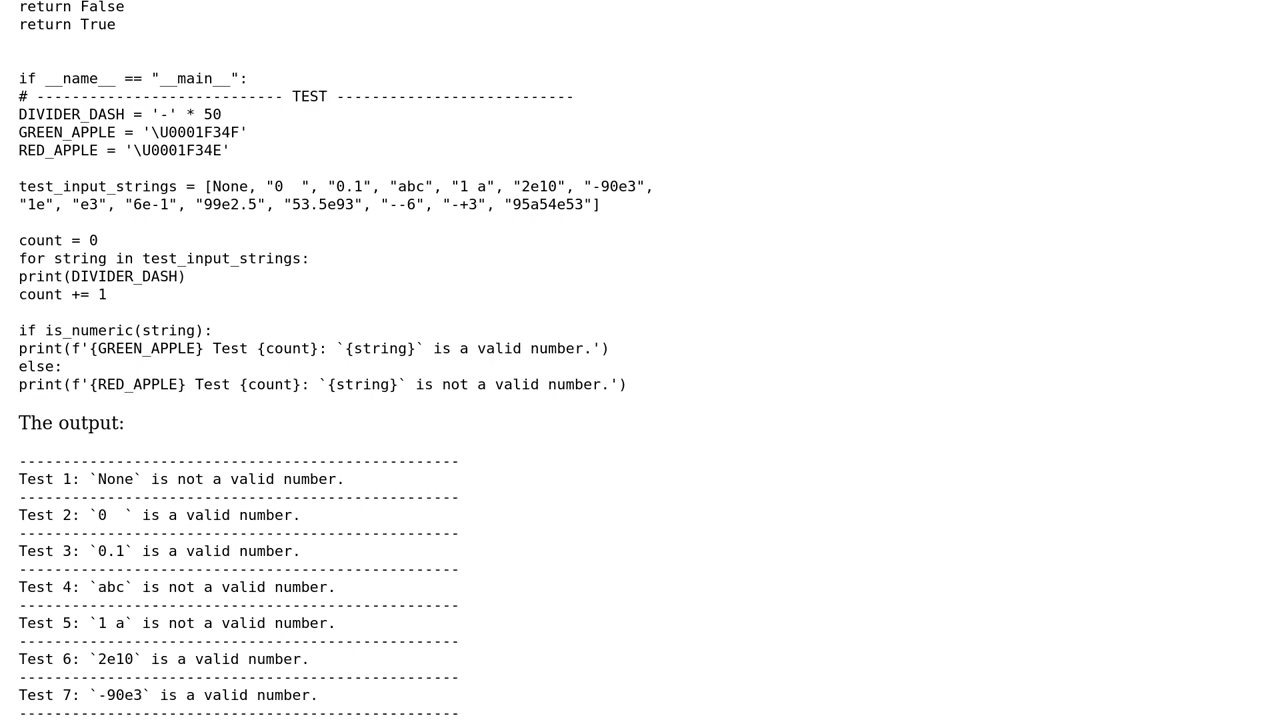 return False
return True
if __name__ == "__main__":
# ---------------------------- TEST ---------------------------
DIVIDER_DASH = '-' * 50
GREEN_APPLE = '\U0001F34F'
RED_APPLE = '\U0001F34E'
test_input_strings = [None, "0  ", "0.1", "abc", "1 a", "2e10", "-90e3",
"1e", "e3", "6e-1", "99e2.5", "53.5e93", "--6", "-+3", "95a54e53"]
count = 0
for string in test_input_strings:
print(DIVIDER_DASH)
count += 1
if is_numeric(string):
print(f'{GREEN_APPLE} Test {count}: `{string}` is a valid number.')
else:
print(f'{RED_APPLE} Test {count}: `{string}` is not a valid number.')
The output:
--------------------------------------------------
Test 1: `None` is not a valid number.
--------------------------------------------------
Test 2: `0  ` is a valid number.
--------------------------------------------------
Test 3: `0.1` is a valid number.
--------------------------------------------------
Test 4: `abc` is not a valid number.
--------------------------------------------------
Test 5: `1 a` is not a valid number.
--------------------------------------------------
Test 6: `2e10` is a valid number.
--------------------------------------------------
Test 7: `-90e3` is a valid number.
--------------------------------------------------